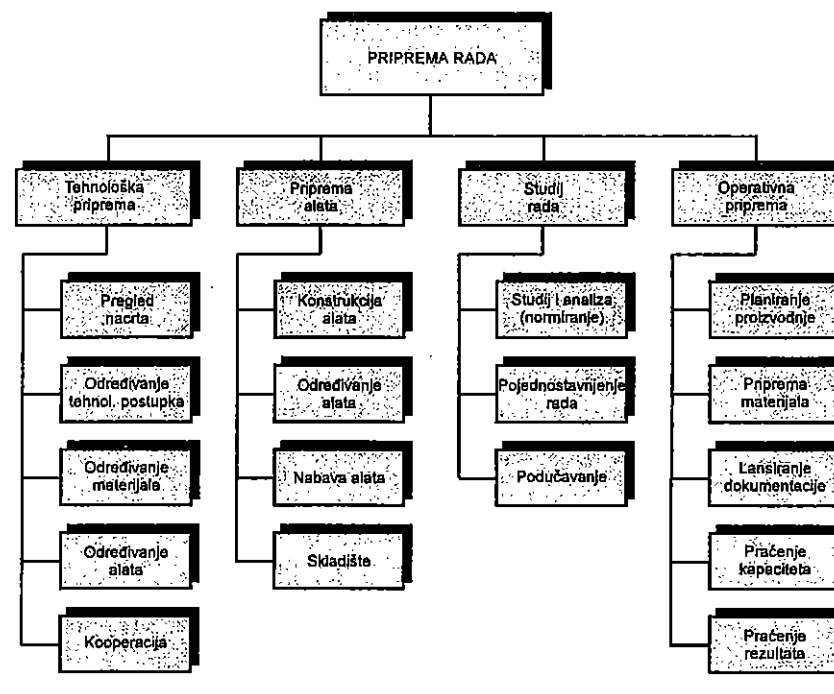 PRIPREMA RADA
Tehnološka
priprema
Pregled
nacrta
Određivanje
tehnol. postupka
Određivanje
materijala
Određivanje
alata
Kooperacija
Priprema
alata
Konstrukcija
alata
Određivanje
alata
Nabava alata
Skladište
Studij
rada
Studij i analiza
(normiranje)
Pojednostavnjenje
rada
Podučavanje
Operativna
priprema
Planiranje
proizvodnje
Priprema
materijala
Lansiranje
dokumentacije
Praćenje
kapaciteta
Praćenje
rezultata